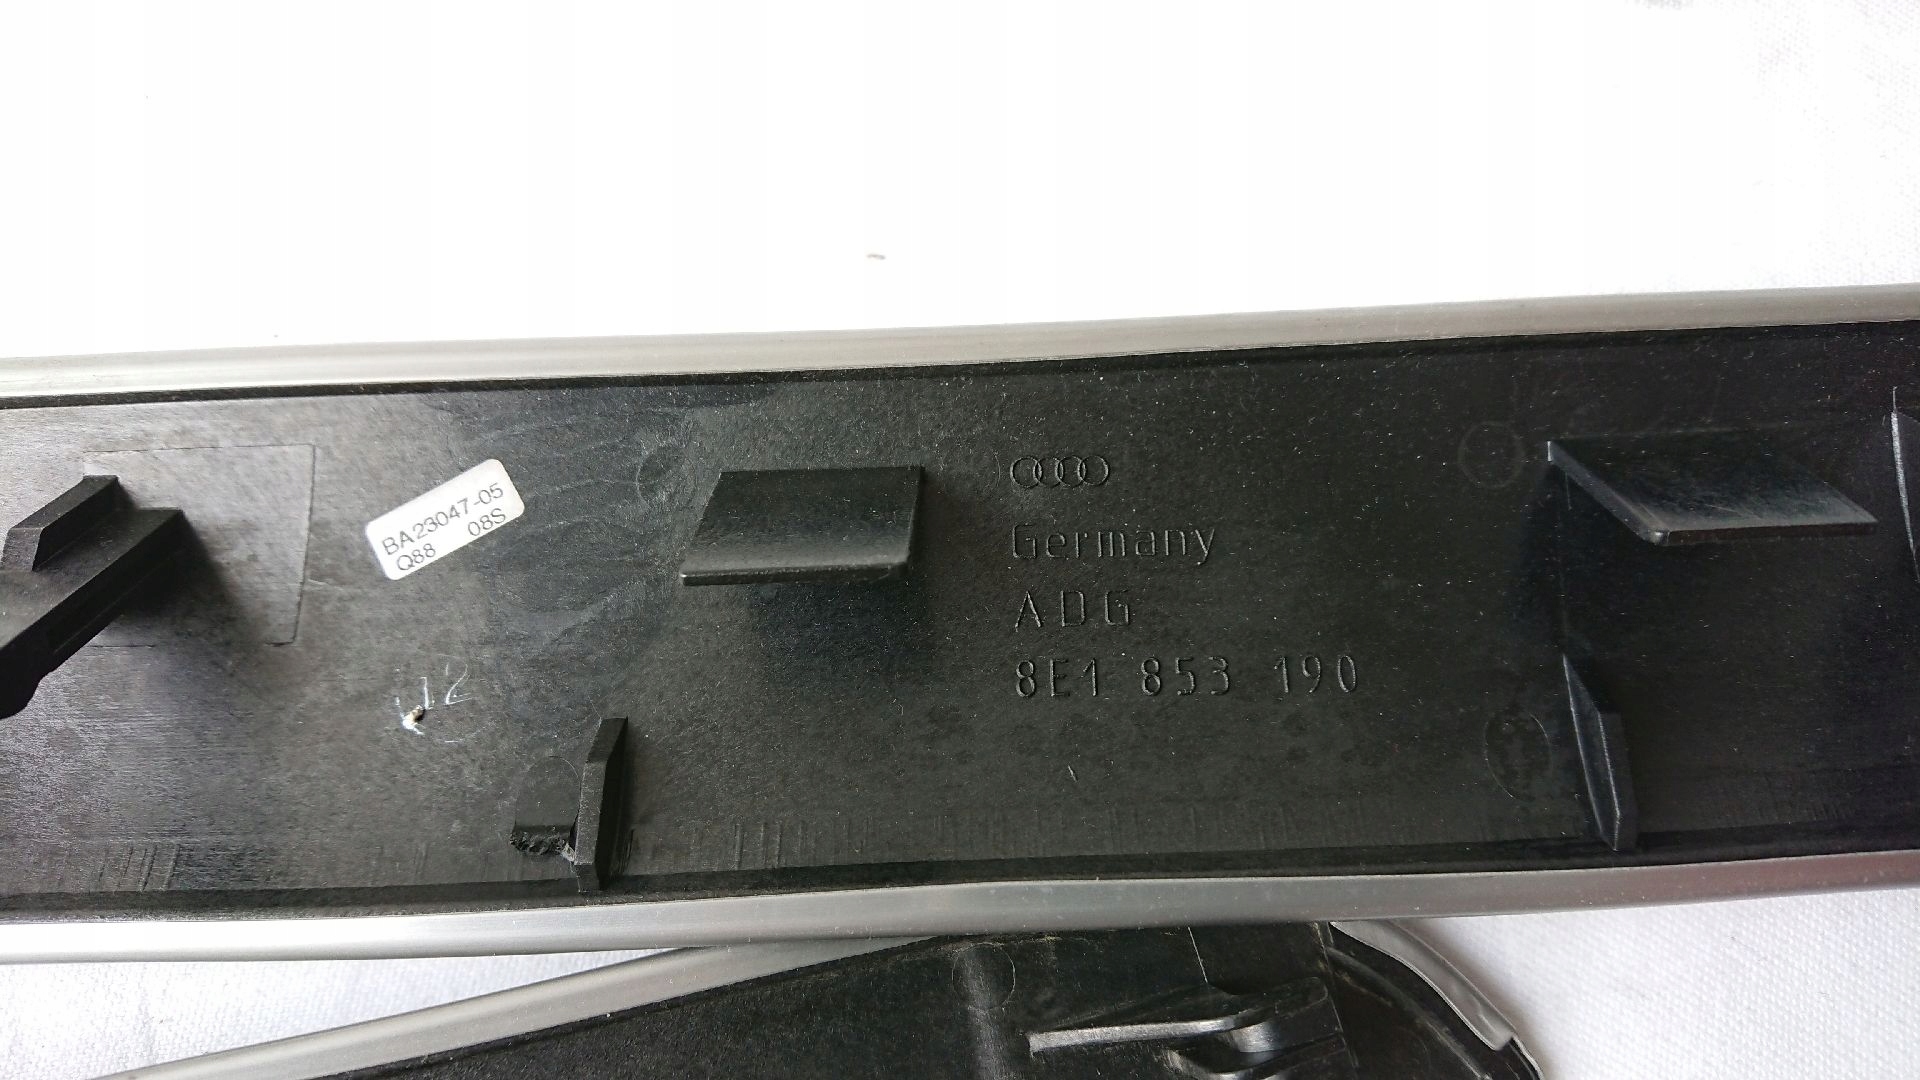 BA23047-05
Q88 08S
Germany
ADG
8E1 853 190